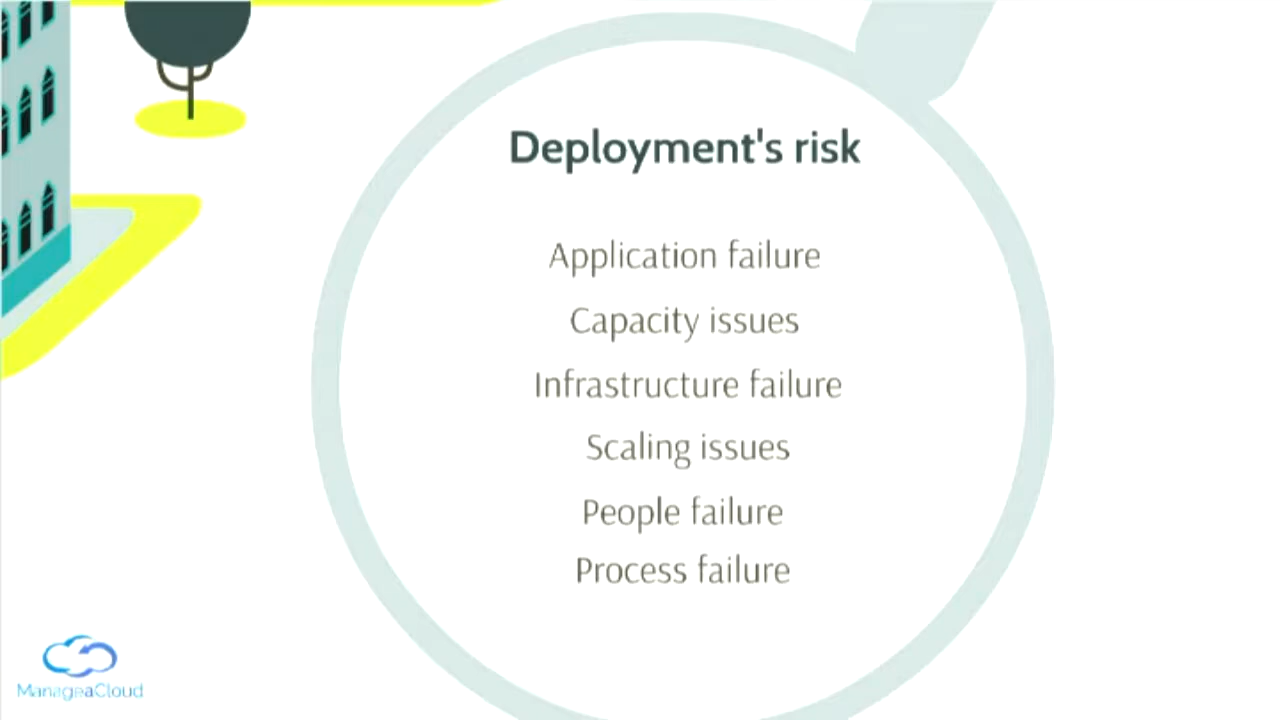 Deployment's risk
Application failure
Capacity issues
Infrastructure failure
Scaling issues
People failure
Process failure
ManageaCloud